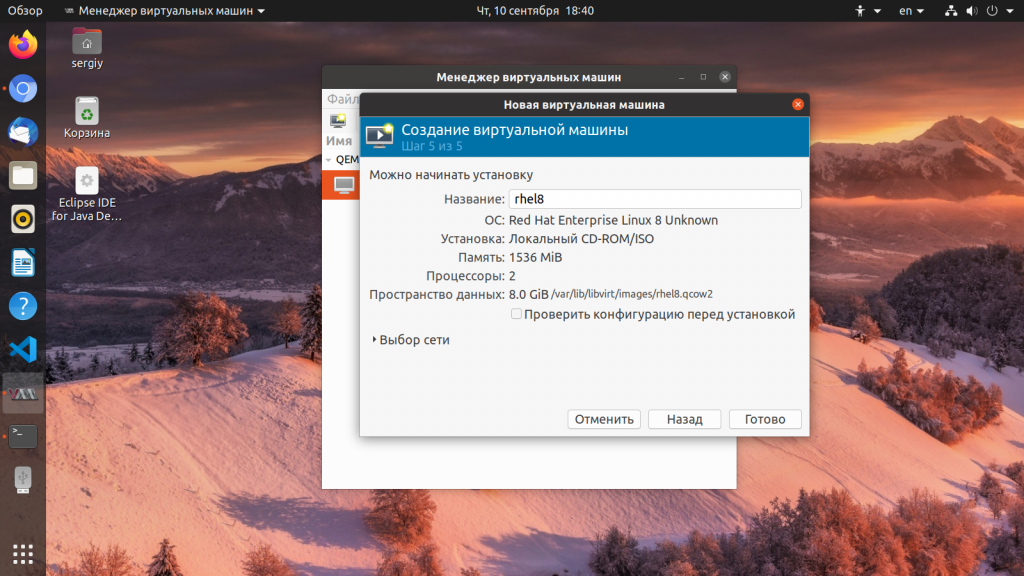 Обзор
Менеджер виртуальных машин
Чт, 10 сентября 18:40
en
sergiy
Корзина
Eclipse IDE
for Java De…
Менеджер виртуальных машин
Файл
Имя
QEM
Новая виртуальная машина
Создание виртуальной машины
Шаг 5 из 5
Можно начинать установку
Название: rhel8
ОС: Red Hat Enterprise Linux 8 Unknown
Установка: Локальный CD-ROM/ISO
Память: 1536 MiB
Процессоры: 2
Пространство данных: 8.0 GiB /var/lib/libvirt/images/rhel8.qcow2
Проверить конфигурацию перед установкой
Выбор сети
Отменить
Назад
Готово